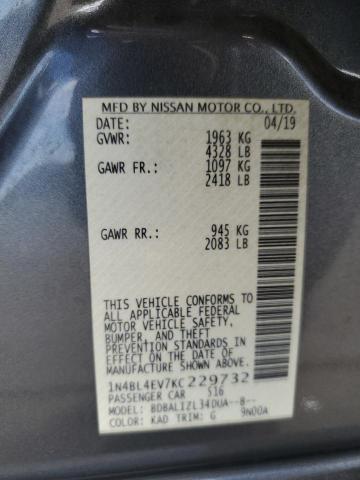 MFD BY NISSAN MOTOR CO., LTD.
DATE: 04/19
GVWR: 1963 KG
4328 LB
GAWR FR.: 1097 KG
2418 LB
GAWR RR.: 945 KG
2083 LB
THIS VEHICLE CONFORMS TO
ALL APPLICABLE FEDERAL
MOTOR VEHICLE SAFETY,
BUMPER, AND THEFT
PREVENTION STANDARDS
IN EFFECT ON THE DATE OF
MANUFACTURE SHOWN ABOVE.
1N4BL4EV7KC229732
PASSENGER CAR 516
MODEL: BDBALIZL34DUA--B--
COLOR: KAD TRIM: G 9N00A